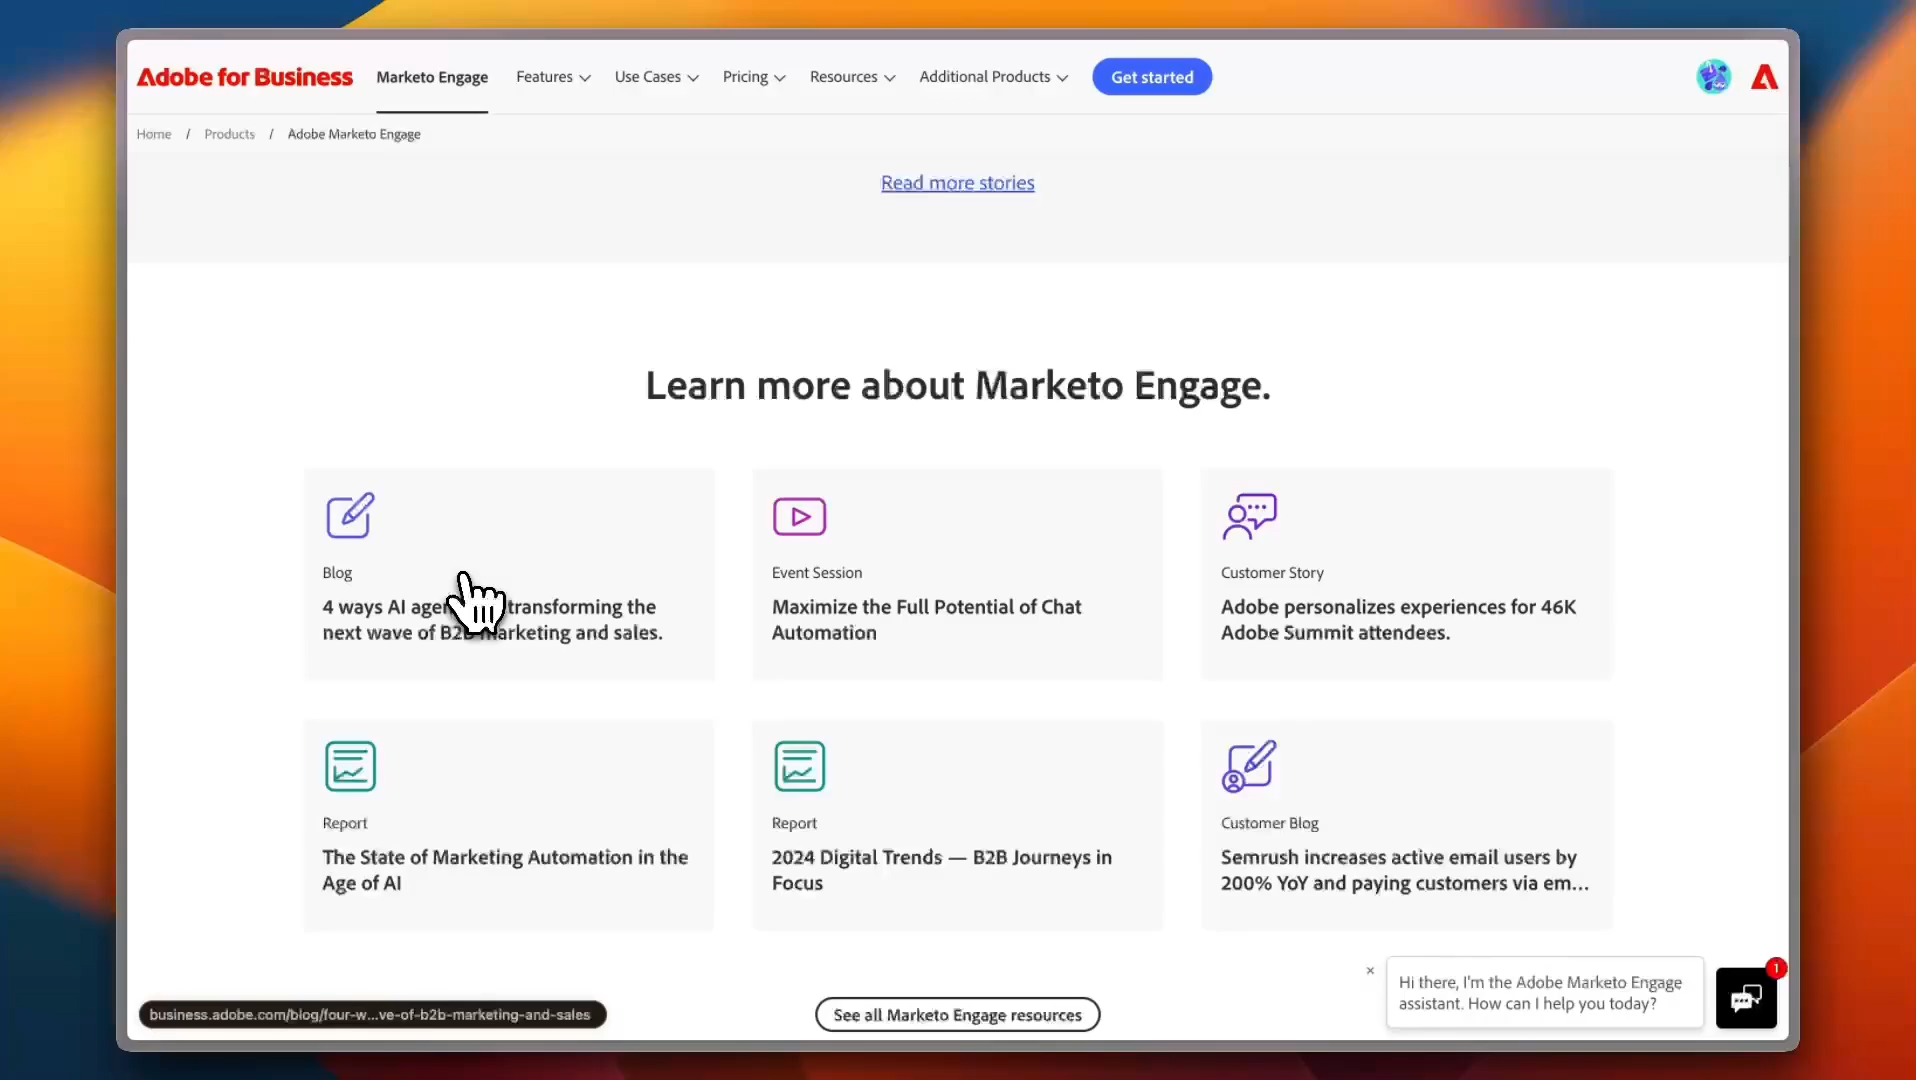 Adobe for Business Marketo Engage Features Use Cases Pricing Resources Additional Products Get started
Home / Products / Adobe Marketo Engage
Read more stories
Learn more about Marketo Engage.
Blog
4 ways AI transforming the
next wave of marketing and sales.
Event Session
Maximize the Full Potential of Chat
Automation
Customer Story
Adobe personalizes experiences for 46K
Adobe Summit attendees.
Report
The State of Marketing Automation in the
Age of AI
Report
2024 Digital Trends — B2B Journeys in
Focus
Customer Blog
Semrush increases active email users by
200% YoY and paying customers via em...
Hi there, I'm the Adobe Marketo Engage
assistant. How can I help you today?
1
business.adobe.com/blog/four-w...ve-of-b2b-marketing-and-sales
See all Marketo Engage resources